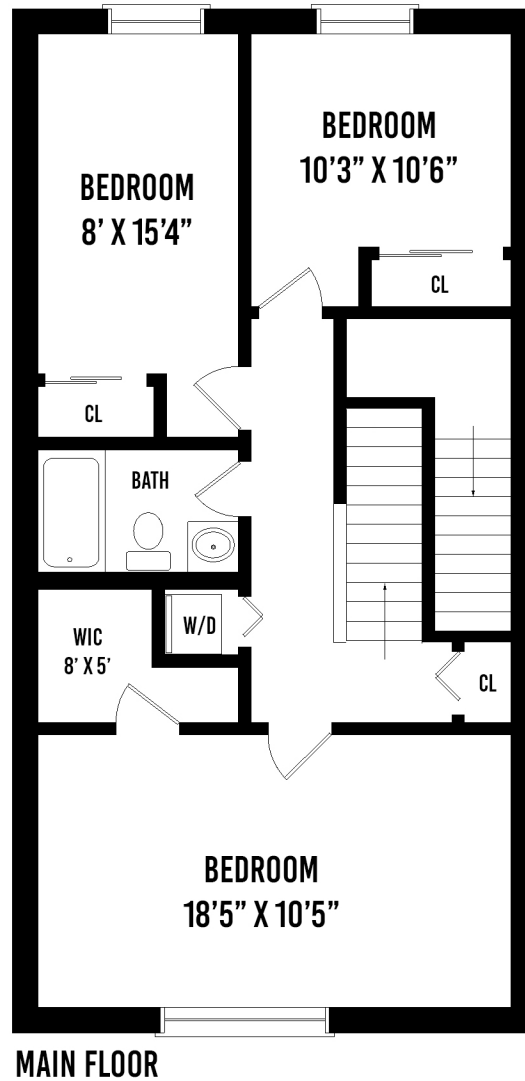 BEDROOM
10’3” X 10’6”
BEDROOM
8’ X 15’4”
CL
CL
BATH
W/D
WIC
8’ X 5’
CL
BEDROOM
18’5” X 10’5”
MAIN FLOOR